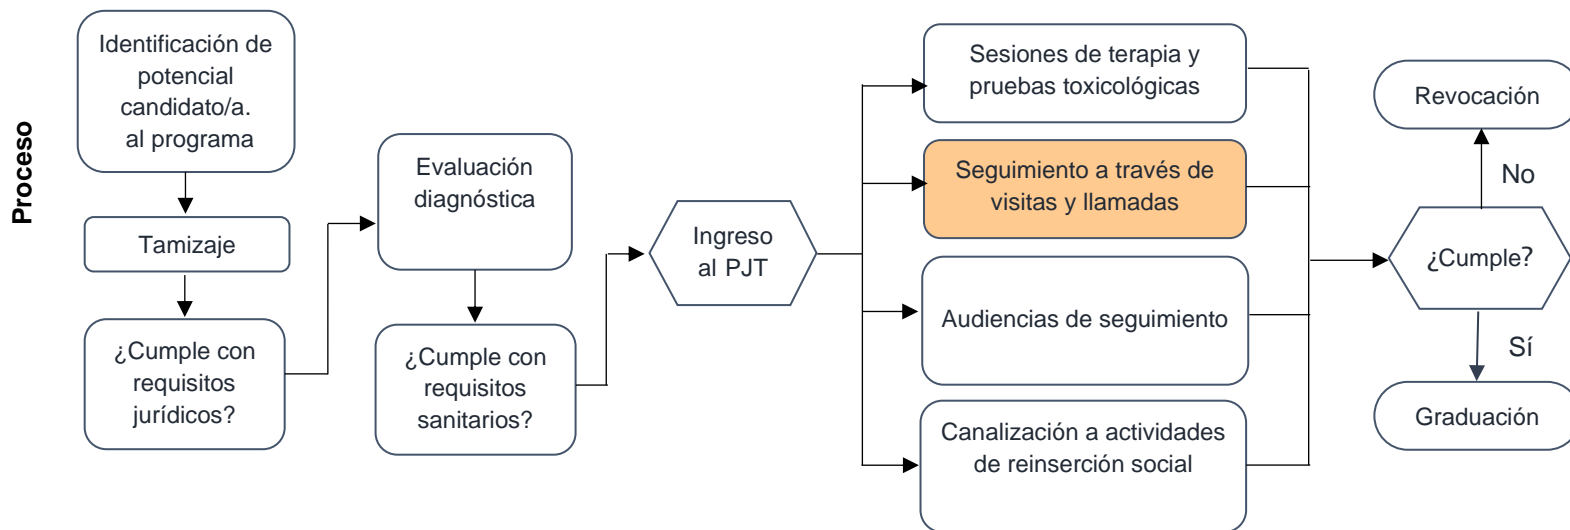 Proceso
Identificación de
potencial
candidato/a.
al programa
Tamizaje
¿Cumple con
requisitos
jurídicos?
Evaluación
diagnóstica
¿Cumple con
requisitos
sanitarios?
Ingreso
al PJT
Sesiones de terapia y
pruebas toxicológicas
Seguimiento a través de
visitas y llamadas
Audiencias de seguimiento
Canalización a actividades
de reinserción social
Revocación
No
¿Cumple?
Sí
Graduación